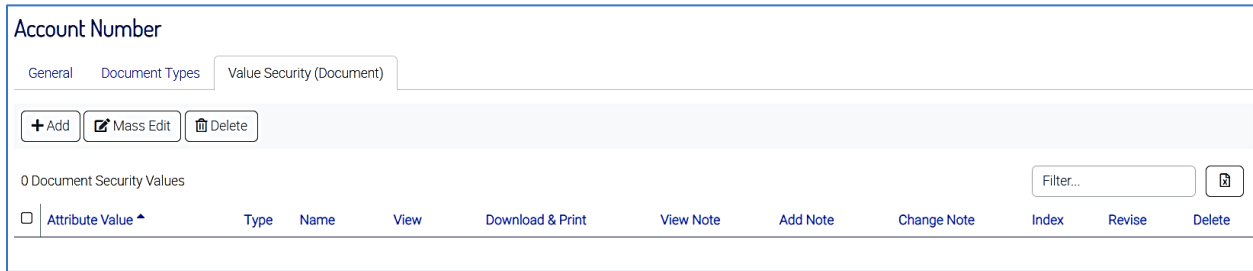 Account Number
General Document Types Value Security (Document)
Add Mass Edit Delete
0 Document Security Values Filter...
Attribute Value Type Name View Download & Print View Note Add Note Change Note Index Revise Delete